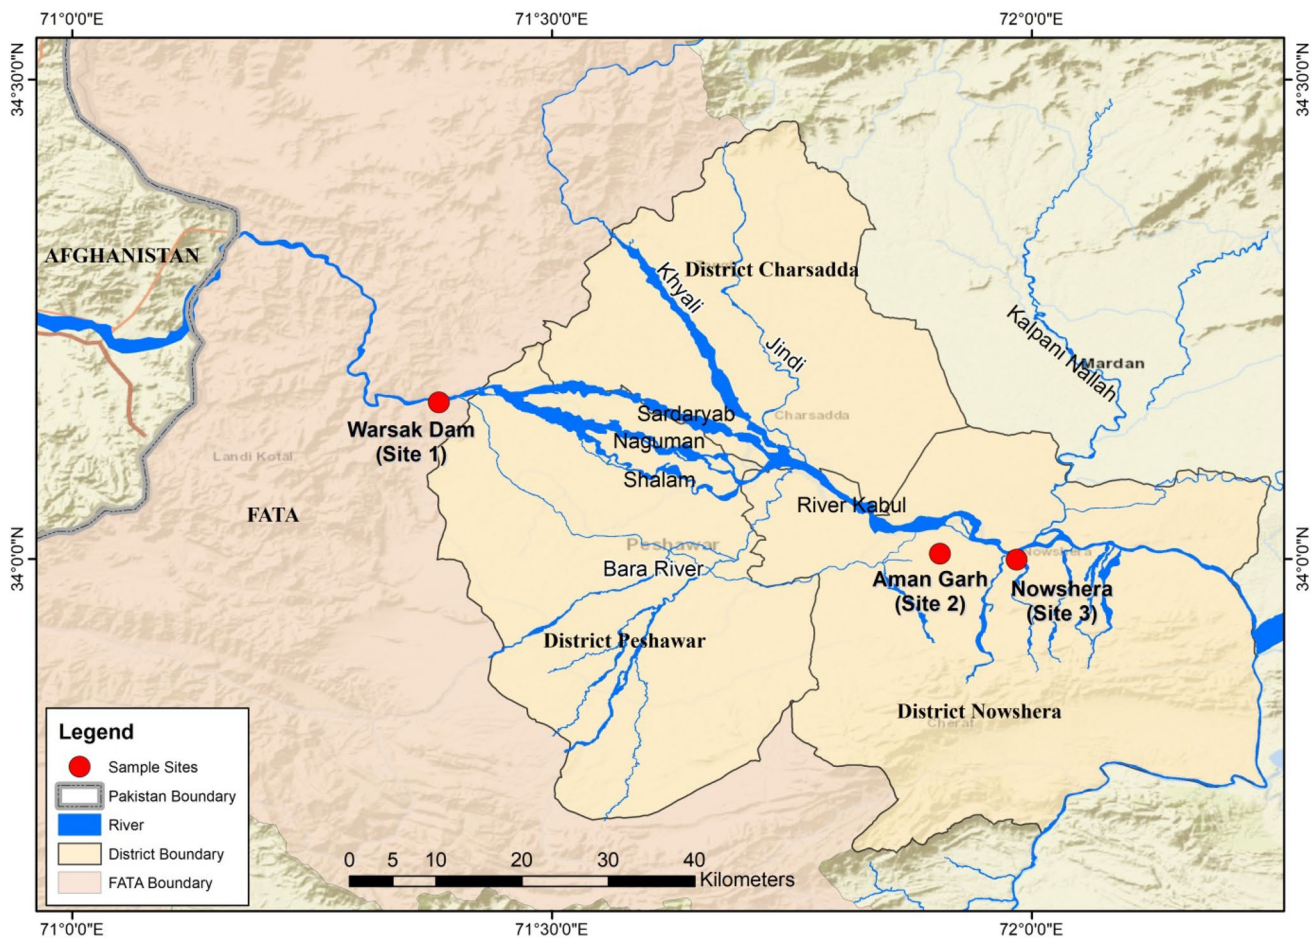 71°0'0"E
71°30'0"E
72°0'0"E
34°30'0"N
34°30'0"N
AFGHANISTAN
Khyali
District Charsadda
Jindi
Kalpani Nallah
Mardan
Sardaryab
Charsadda
Warsak Dam
(Site 1)
Naguman
Landi Kotal
Shalam
River Kabul
FATA
Peshawar
Nowshera
34°0'0"N
34°0'0"N
Bara River
Aman Garh
(Site 2)
Nowshera
(Site 3)
District Peshawar
District Nowshera
Cherat
Legend
Sample Sites
Pakistan Boundary
River
District Boundary
FATA Boundary
0 5 10 20 30 40
Kilometers
71°0'0"E
71°30'0"E
72°0'0"E